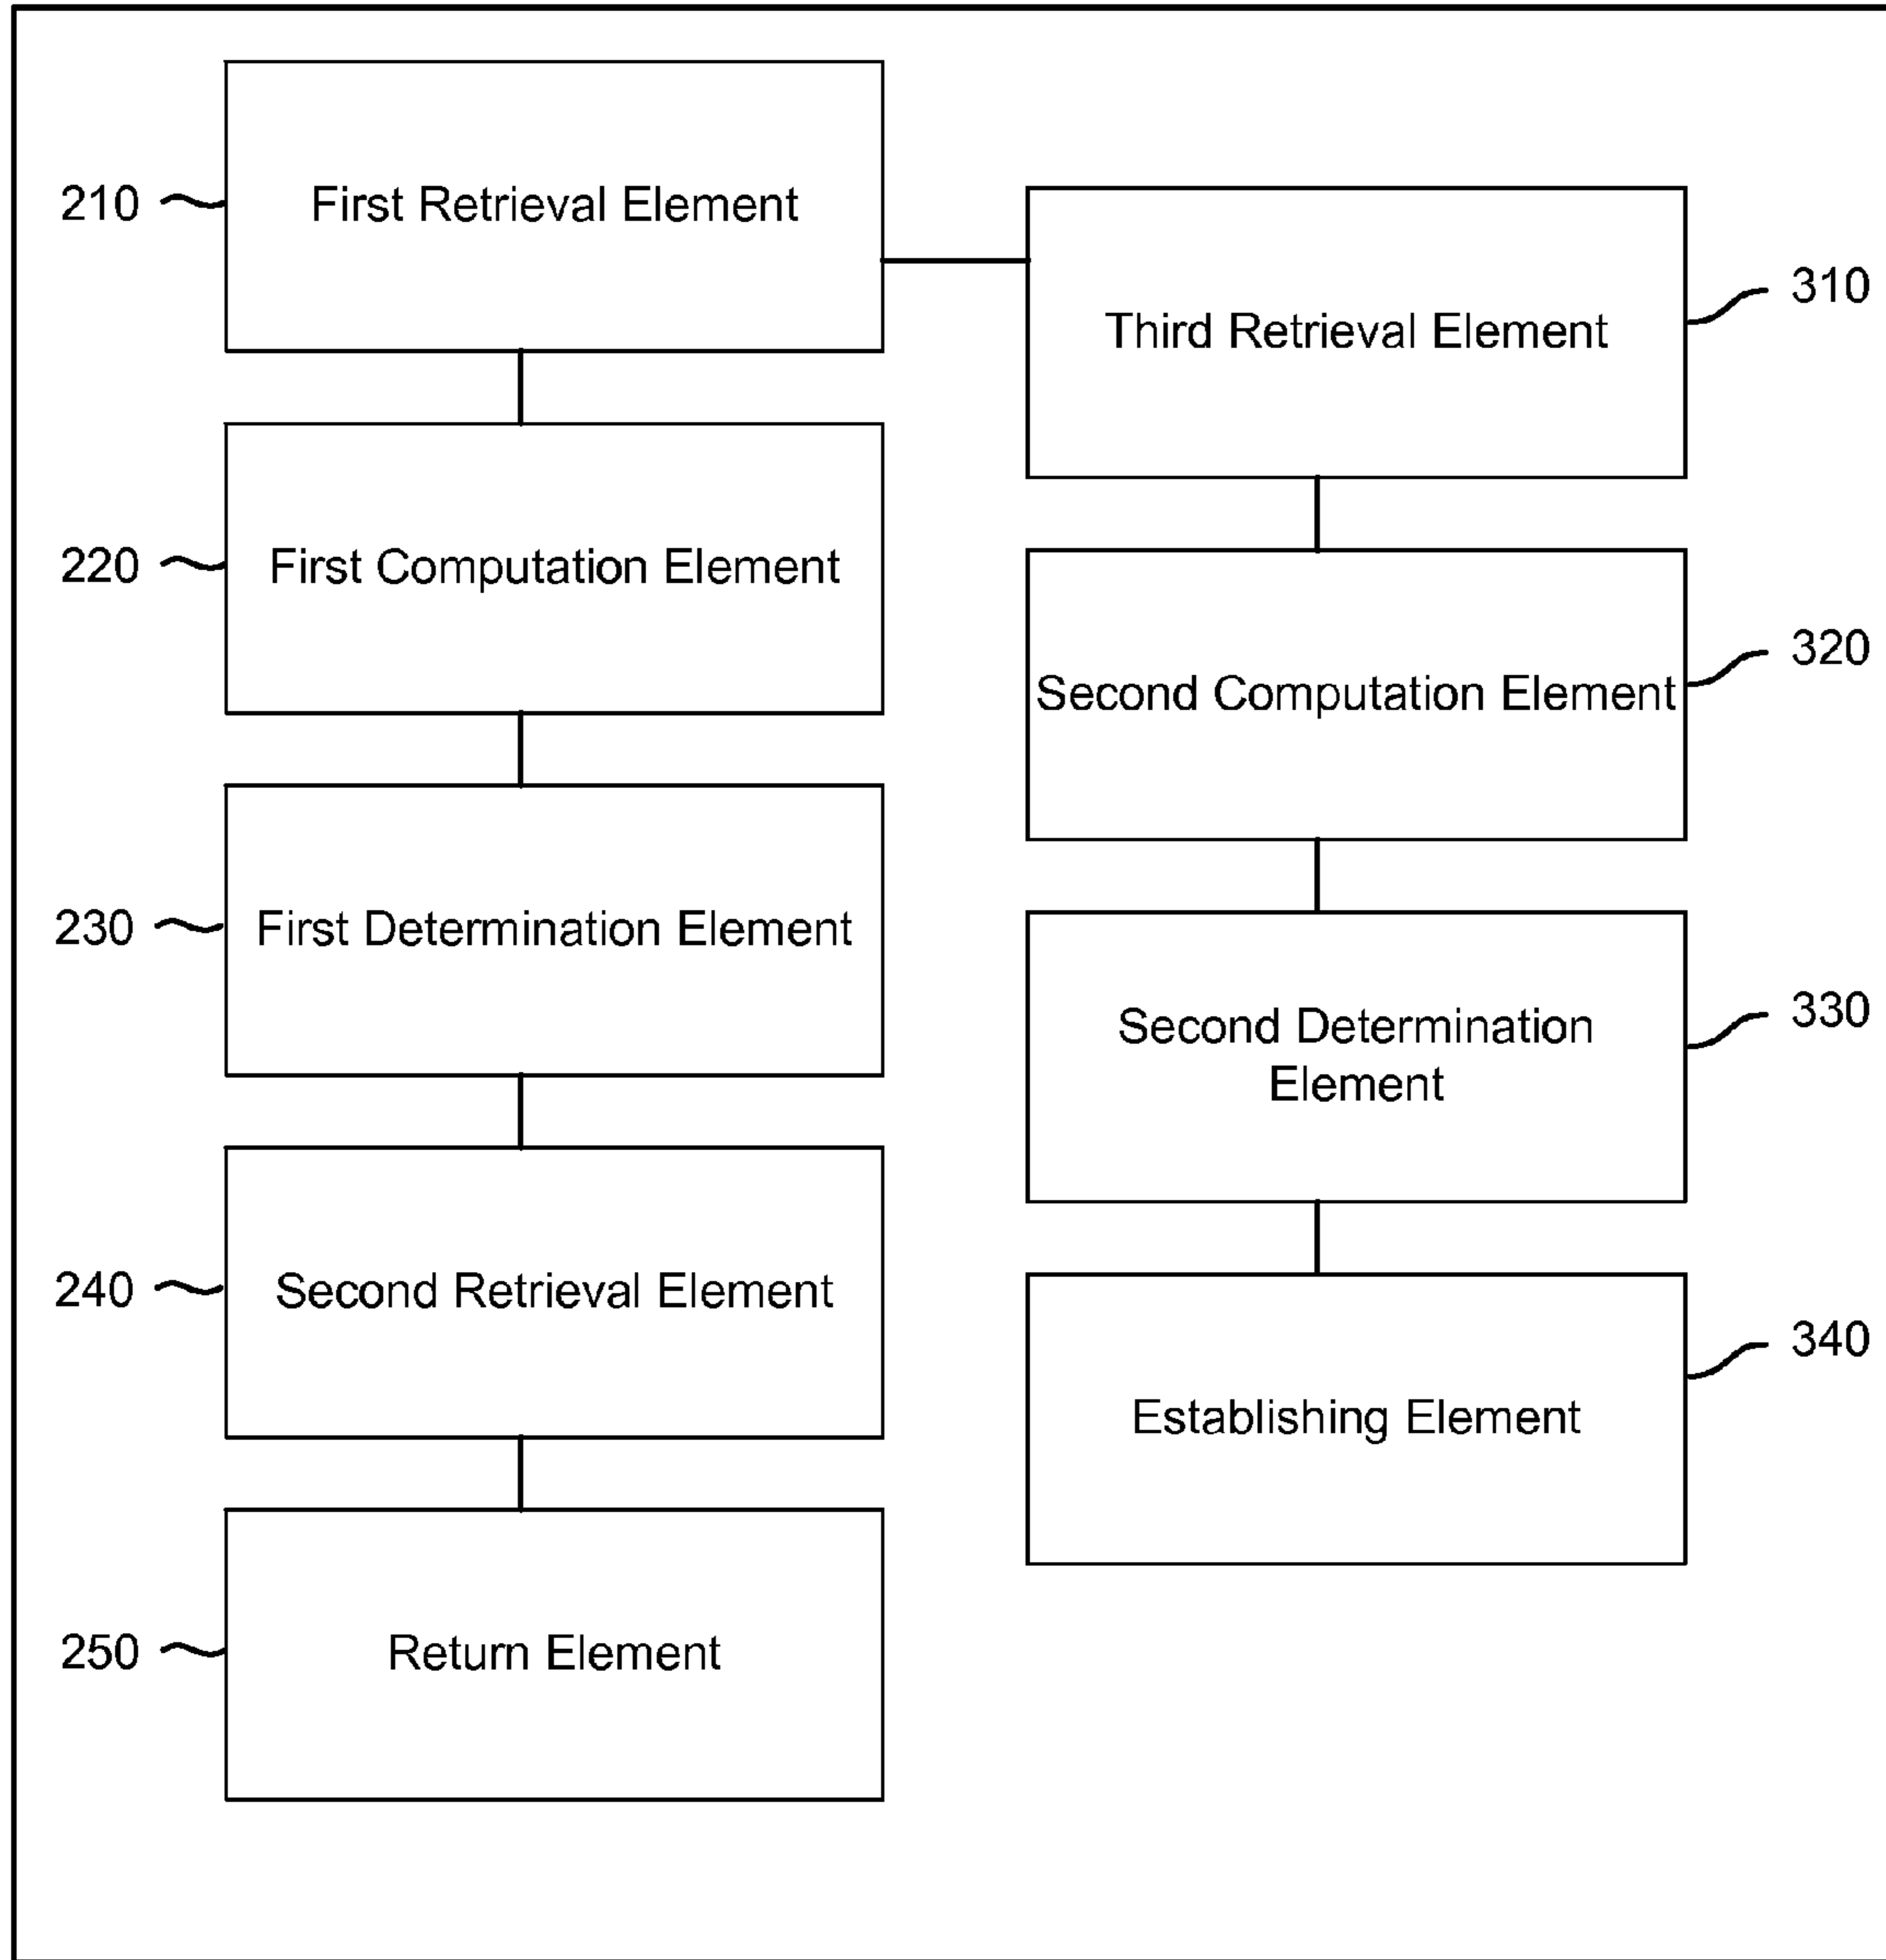 210
First Retrieval Element
220
First Computation Element
230
First Determination Element
240
Second Retrieval Element
250
Return Element
Third Retrieval Element
310
Second Computation Element
320
Second Determination
Element
330
Establishing Element
340